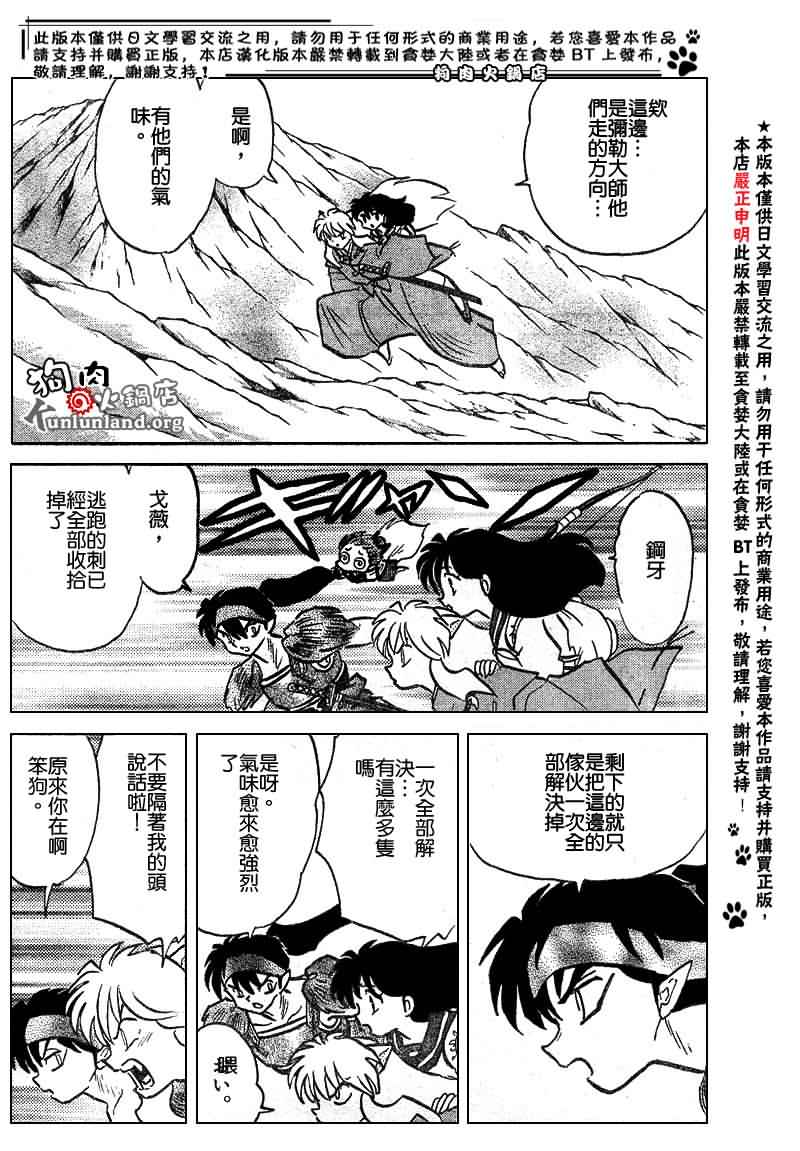 此版本僅供日文學習交流之用，請勿用于任何形式的商業用途，若您喜愛本作品
請支持并購買正版，本店漢化版本嚴禁轉載到貪婪大陸或者在貪婪BT上發布，
敬請理解，謝謝支持！
狗肉火鍋店
欸
這邊…
是彌勒大師他
們走的方向…
是啊，
有他們的氣
味。
狗肉火鍋店
Kunlunland.org
鋼牙
ギャン
戈薇，
逃跑的刺已
經全部收拾
掉了
剩下的就只
是把這邊的
傢伙一次全
部解決掉
一次全部解
決…
有這麼多隻
嗎
是呀。
氣味愈來愈強烈
了
喂い。
不要隔著我的頭
說話啦！
原來你在啊
笨狗。
★本版本僅供日文學習交流之用，請勿用于任何形式的商業用途，若您喜愛本作品請支持并購買正版，
本店嚴正申明此版本嚴禁轉載至貪婪大陸或在貪婪BT上發布，敬請理解，謝謝支持！